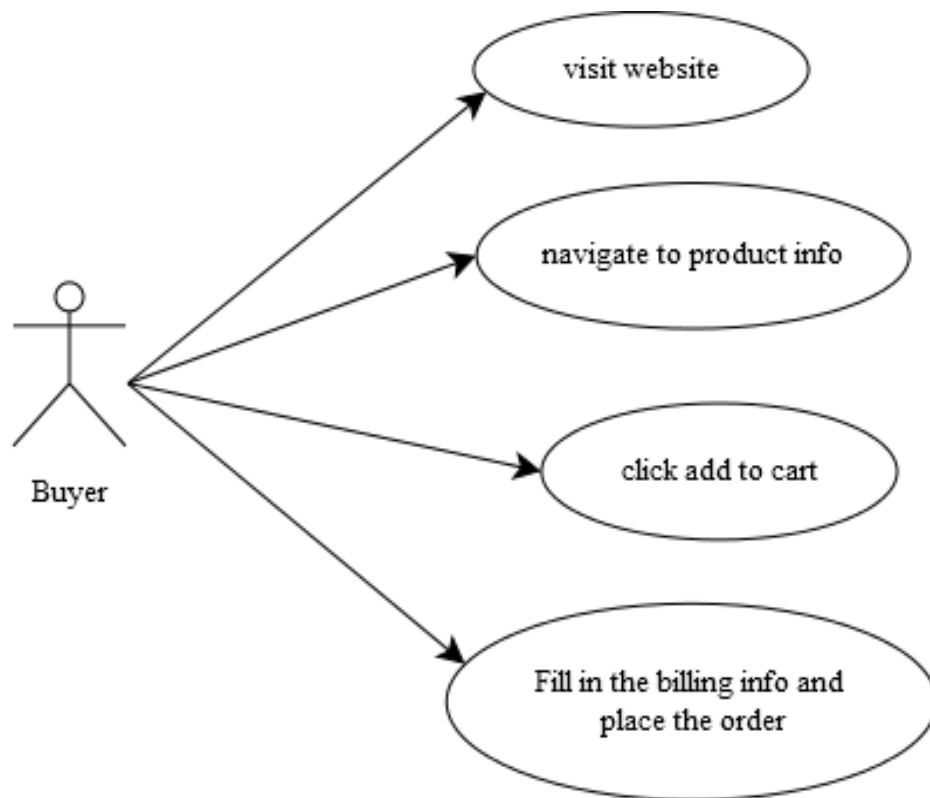 visit website
navigate to product info
click add to cart
Buyer
Fill in the billing info and
place the order